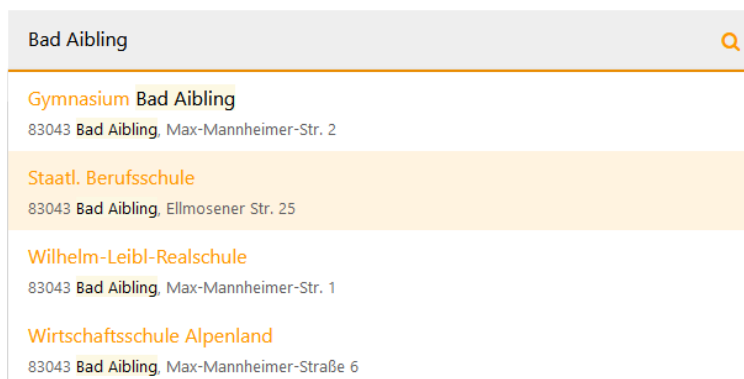 Bad Aibling
Gymnasium Bad Aibling
83043 Bad Aibling, Max-Mannheimer-Str. 2
Staatl. Berufsschule
83043 Bad Aibling, Ellmosener Str. 25
Wilhelm-Leibl-Realschule
83043 Bad Aibling, Max-Mannheimer-Str. 1
Wirtschaftsschule Alpenland
83043 Bad Aibling, Max-Mannheimer-Straße 6